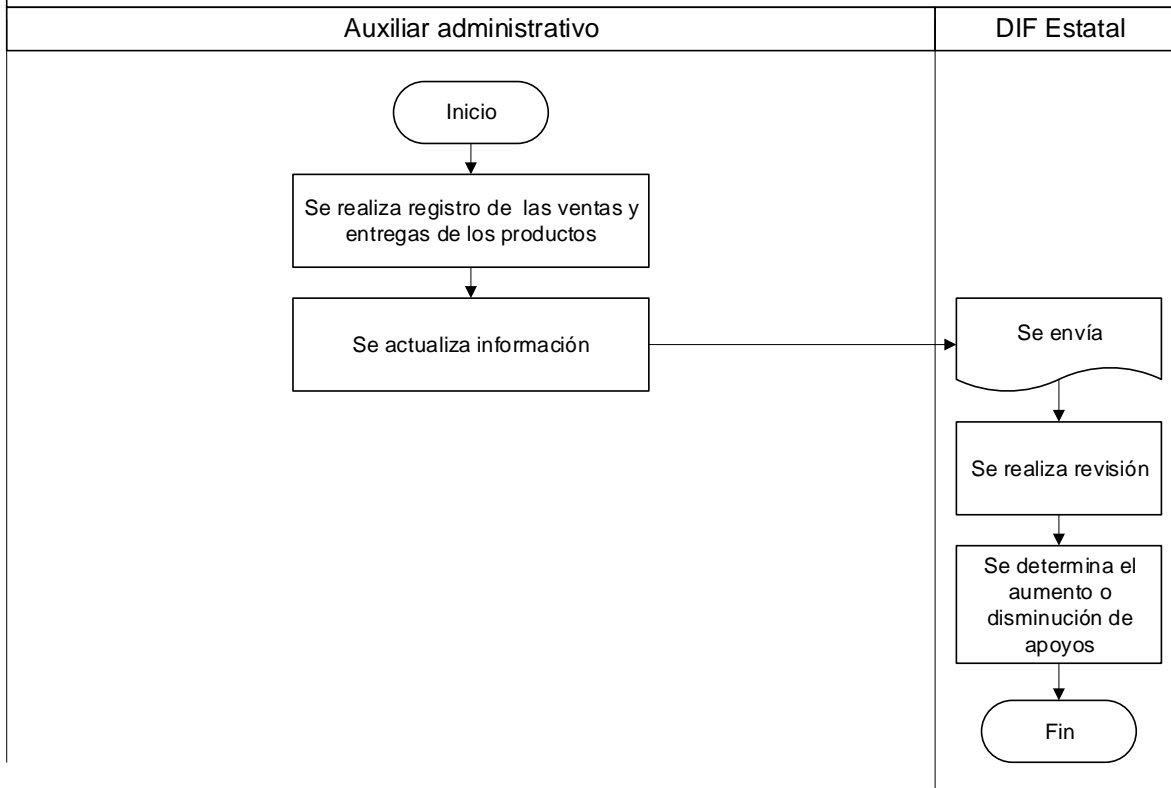 Auxiliar administrativo
DIF Estatal
Inicio
Se realiza registro de las ventas y
entregas de los productos
Se actualiza información
Se envía
Se realiza revisión
Se determina el
aumento o
disminución de
apoyos
Fin